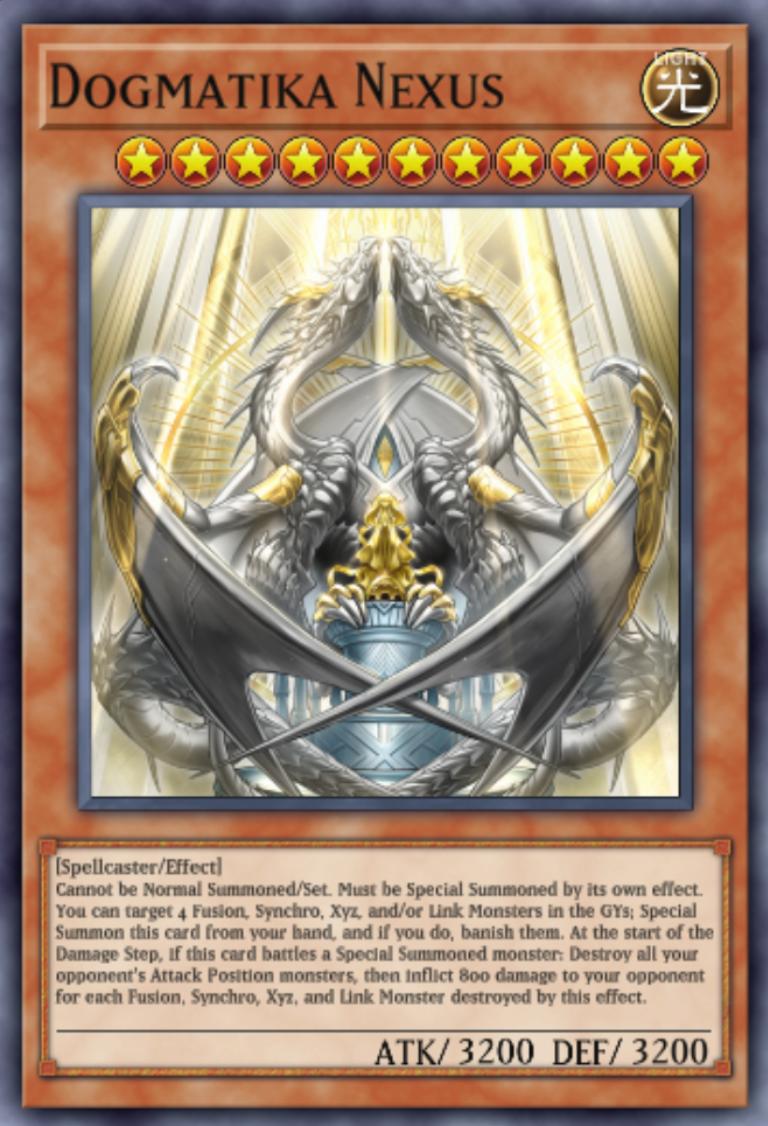 DOGMATIKA NEXUS
LIGHT
光
[Spellcaster/Effect]
Cannot be Normal Summoned/Set. Must be Special Summoned by its own effect.
You can target 4 Fusion, Synchro, Xyz, and/or Link Monsters in the GYs; Special
Summon this card from your hand, and if you do, banish them. At the start of the
Damage Step, if this card battles a Special Summoned monster: Destroy all your
opponent's Attack Position monsters, then inflict 800 damage to your opponent
for each Fusion, Synchro, Xyz, and Link Monster destroyed by this effect.
ATK/ 3200 DEF/ 3200